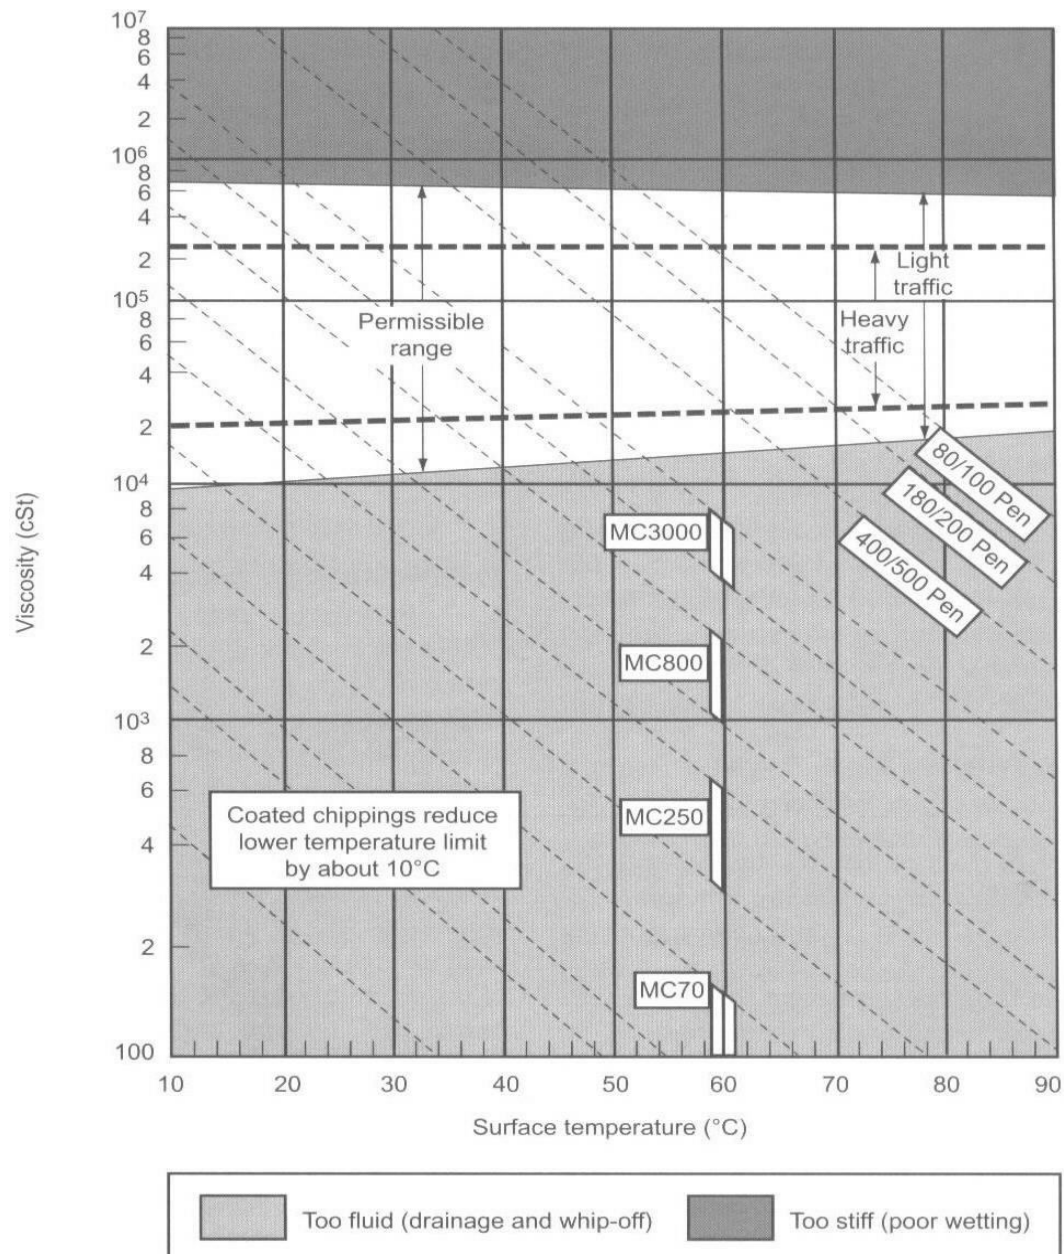 10⁷
8
6
4
2
10⁶
8
6
4
2
10⁵
8
6
4
2
10⁴
8
6
4
2
10³
8
6
4
2
100
Viscosity (cSt)
Permissible
range
Light
traffic
Heavy
traffic
80/100 Pen
180/200 Pen
400/500 Pen
MC3000
MC800
MC250
MC70
Coated chippings reduce
lower temperature limit
by about 10°C
10 20 30 40 50 60 70 80 90
Surface temperature (°C)
Too fluid (drainage and whip-off) Too stiff (poor wetting)